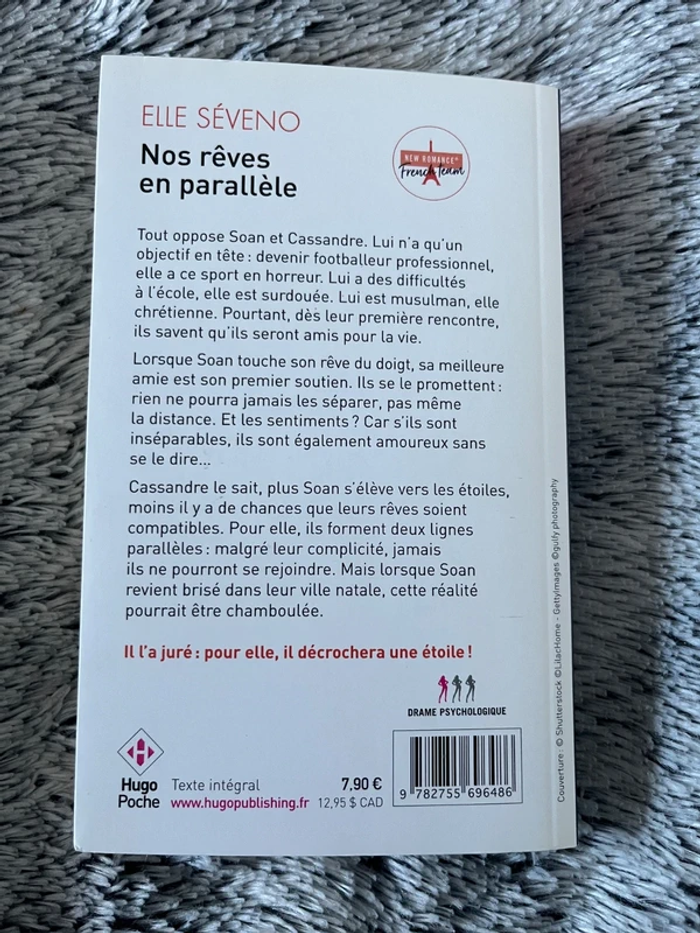 ELLE SÉVENO
Nos rêves
en parallèle
NEW ROMANCE®
French Team
Tout oppose Soan et Cassandre. Lui n'a qu'un
objectif en tête : devenir footballeur professionnel,
elle a ce sport en horreur. Lui a des difficultés
à l'école, elle est surdouée. Lui est musulman, elle
chrétienne. Pourtant, dès leur première rencontre,
ils savent qu'ils seront amis pour la vie.
Lorsque Soan touche son rêve du doigt, sa meilleure
amie est son premier soutien. Ils se le promettent :
rien ne pourra jamais les séparer, pas même
la distance. Et les sentiments ? Car s'ils sont
inséparables, ils sont également amoureux sans
se le dire...
Cassandre le sait, plus Soan s'élève vers les étoiles,
moins il y a de chances que leurs rêves soient
compatibles. Pour elle, ils forment deux lignes
parallèles : malgré leur complicité, jamais
ils ne pourront se rejoindre. Mais lorsque Soan
revient brisé dans leur ville natale, cette réalité
pourrait être chamboulée.
Il l'a juré : pour elle, il décrochera une étoile !
DRAME PSYCHOLOGIQUE
H
Hugo
Poche
Texte intégral
7,90 €
www.hugopublishing.fr
12,95 $ CAD
9 782755 696486
Couverture : © Shutterstock ©LilacHome - GettyImages ©gully photography